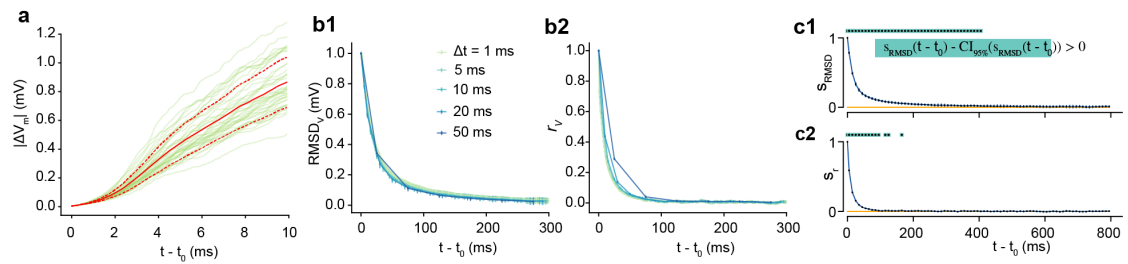 a
|ΔVm| (mV)
1.2
1.0
0.8
0.6
0.4
0.2
0.0
0 2 4 6 8 10
t - t0 (ms)
b1
RMSDV (mV)
1.0
0.8
0.6
0.4
0.2
0.0
0 100 200 300
t - t0 (ms)
Δt = 1 ms
5 ms
10 ms
20 ms
50 ms
b2
rV
1.0
0.8
0.6
0.4
0.2
0.0
0 100 200 300
t - t0 (ms)
c1
sRMSD
1
0
sRMSD(t - t0) - CI95%(sRMSD(t - t0)) > 0
0 200 400 600
c2
sr
1
0
0 200 400 600 800
t - t0 (ms)